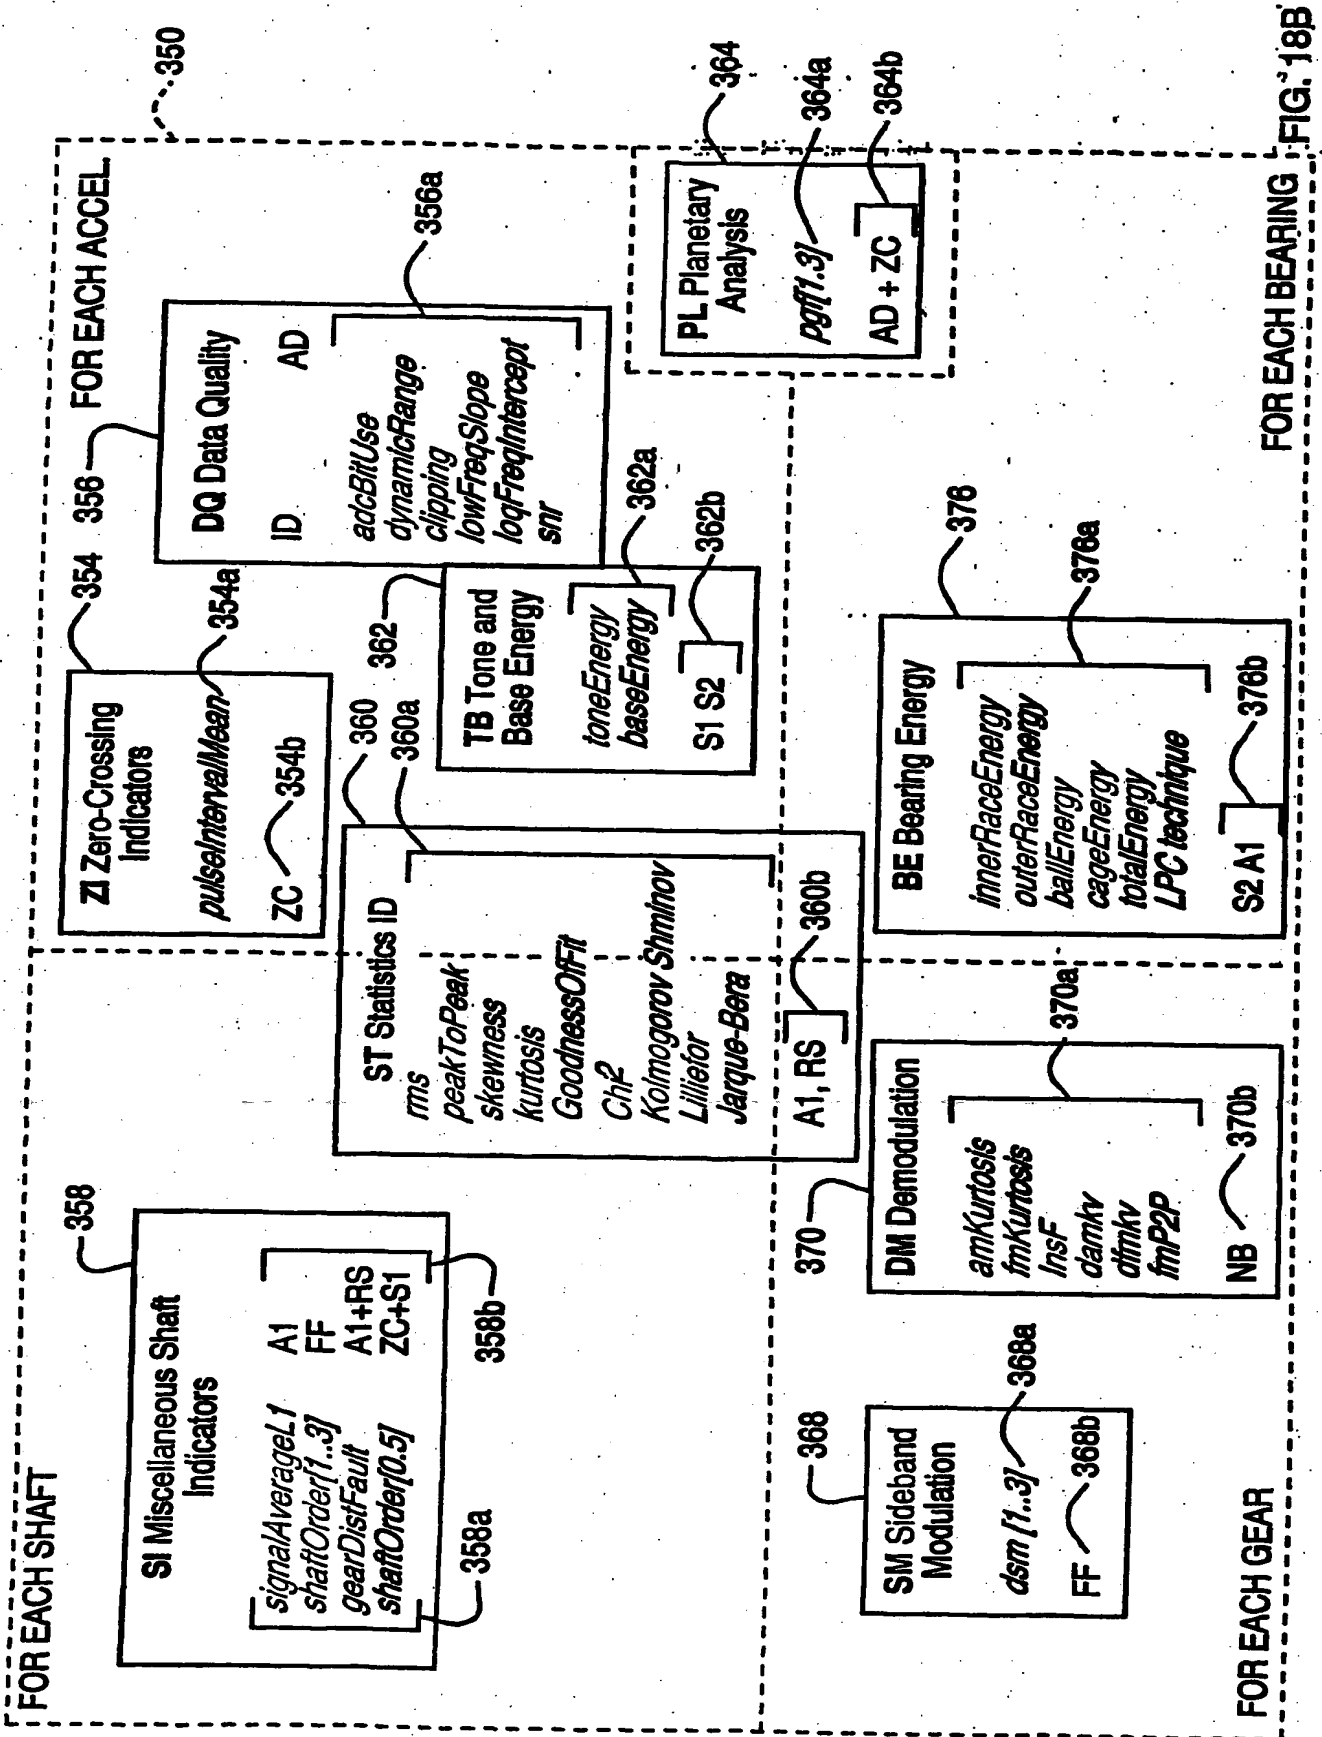 FOR EACH SHAFT
358
SI Miscellaneous Shaft
Indicators
signalAverageL1 A1
shaftOrder[1..3] FF
gearDistFault A1+RS
shaftOrder[0.5] ZC+S1
358a
358b
354
ZI Zero-Crossing
Indicators
pulseIntervalMean
354a
ZC
354b
356
FOR EACH ACCEL
350
DQ Data Quality
ID AD
adcBitUse
dynamicRange
clipping
lowFreqSlope
loqFreqIntercept
snr
356a
360
360a
ST Statistics ID
rms
peakToPeak
skewness
kurtosis
GoodnessOfFit
Chi2
Kolmogorov Shminov
Lilliefor
Jarque-Bera
A1, RS
360b
362
TB Tone and
Base Energy
toneEnergy
baseEnergy
362a
S1 S2
362b
364
PL Planetary
Analysis
pgf[1.3]
364a
AD + ZC
364b
368
SM Sideband
Modulation
dsm [1..3]
368a
FF
368b
370
DM Demodulation
amKurtosis
fmKurtosis
InsF
damkv
dfmkv
fmP2P
370a
NB
370b
376
BE Bearing Energy
innerRaceEnergy
outerRaceEnergy
ballEnergy
cageEnergy
totalEnergy
LPC technique
376a
S2 A1
376b
FOR EACH GEAR
FOR EACH BEARING
FIG. 18B